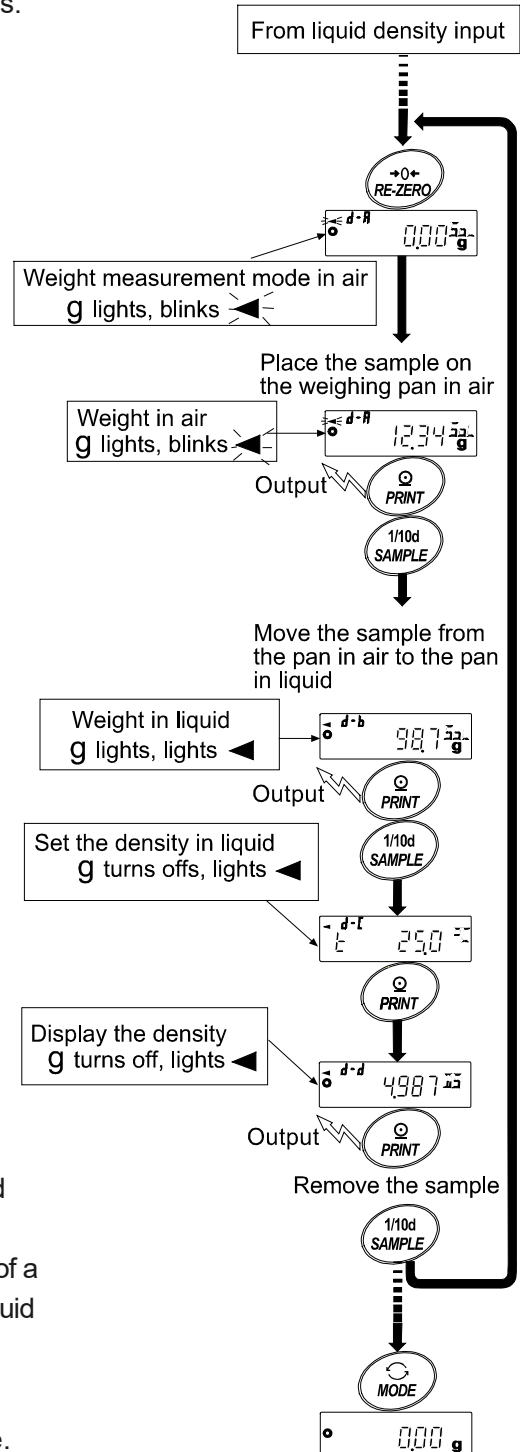 s.
From liquid density input
→0←
RE-ZERO
d-A
0.00
g
Weight measurement mode in air
g lights, blinks
Place the sample on
the weighing pan in air
Weight in air
g lights, blinks
d-A
12.34
g
Output
PRINT
1/10d
SAMPLE
Move the sample from
the pan in air to the pan
in liquid
Weight in liquid
g lights, lights
d-b
98.7
g
Output
PRINT
1/10d
SAMPLE
Set the density in liquid
g turns offs, lights
d-C
t 25.0
PRINT
Display the density
g turns off, lights
d-d
4.987
Output
PRINT
Remove the sample
d
1/10d
SAMPLE
of a
uid
MODE
e.
0.00 g